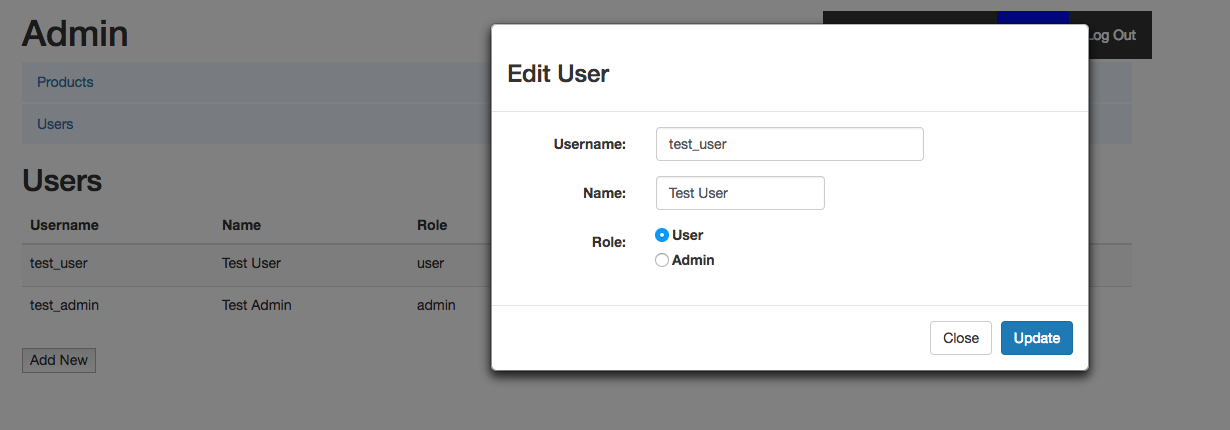 Admin
Log Out
Products
Users
Users
Username Name Role
test_user Test User user
test_admin Test Admin admin
Add New
Edit User
Username: test_user
Name: Test User
Role: User
Admin
Close Update